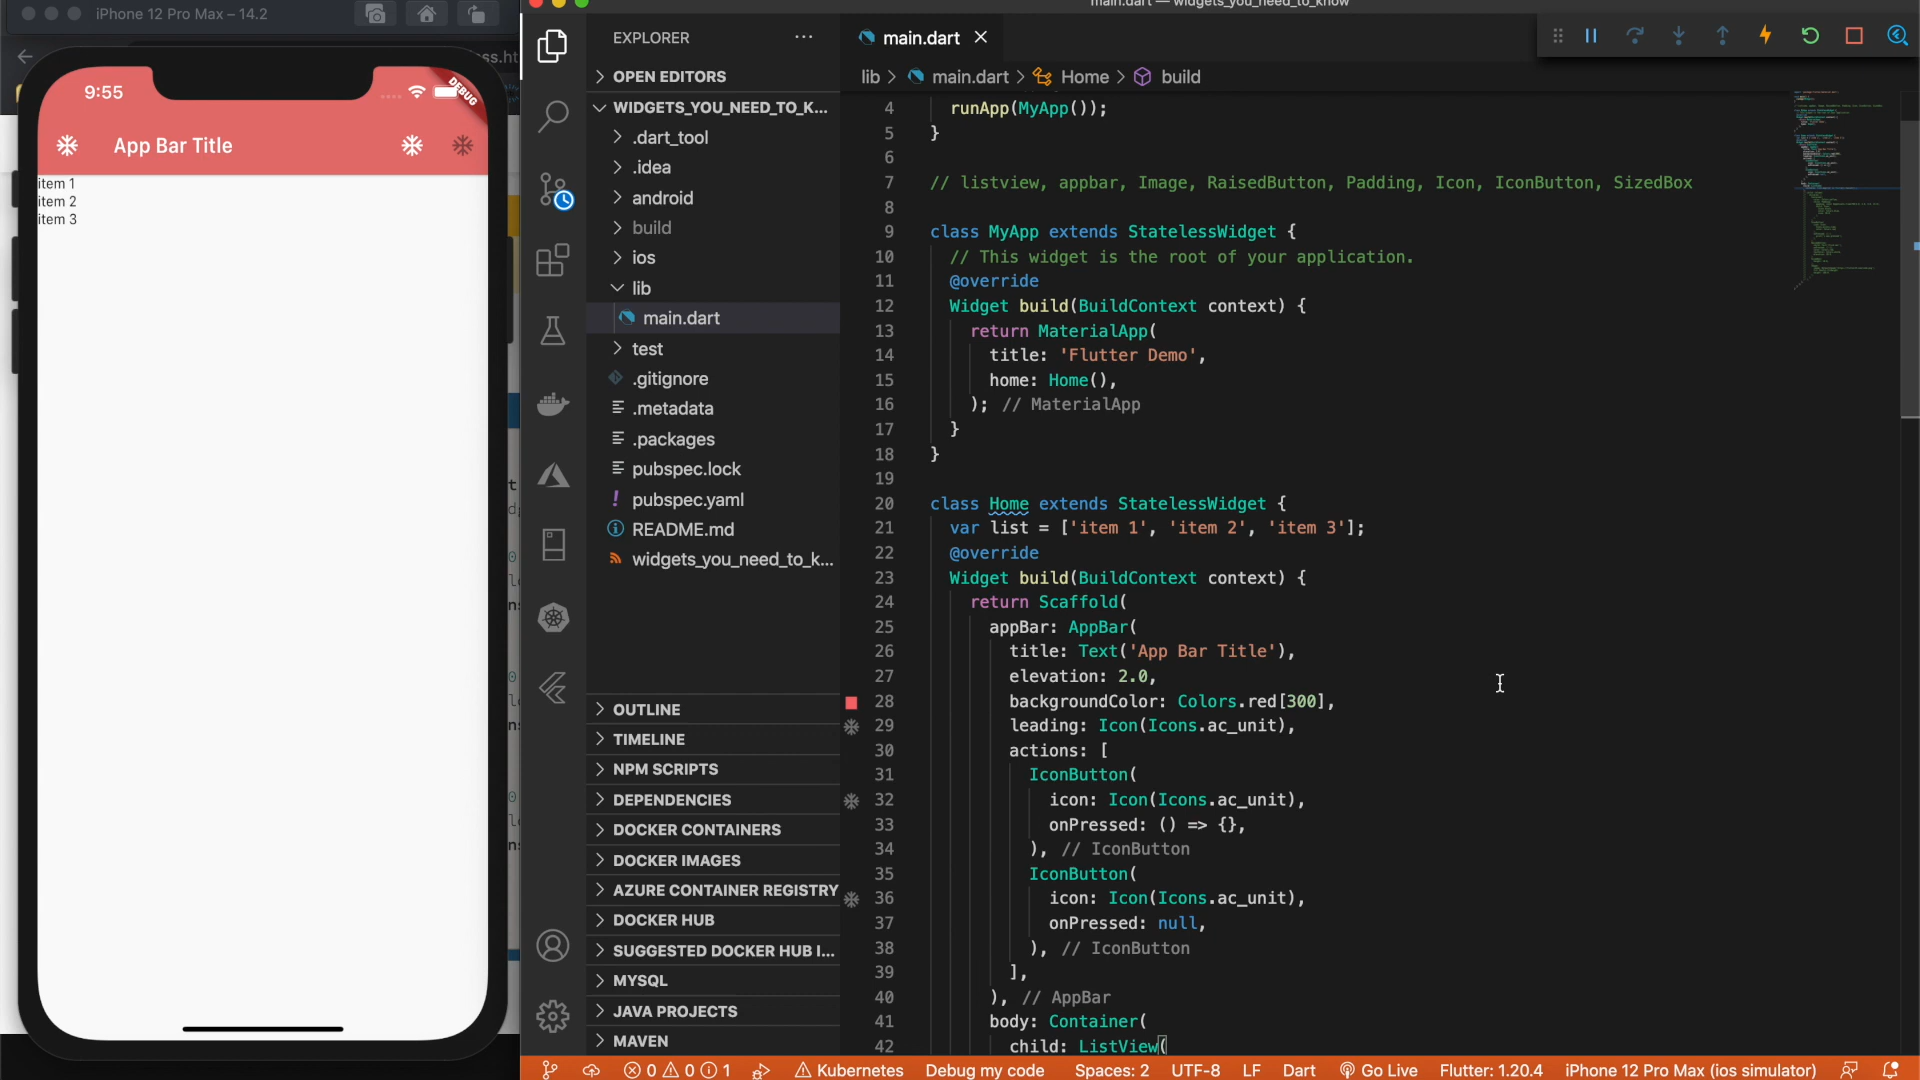 iPhone 12 Pro Max – 14.2
9:55
DEBUG
App Bar Title
item 1
item 2
item 3
main.dart — widgets_you_need_to_know
EXPLORER
OPEN EDITORS
WIDGETS_YOU_NEED_TO_K...
.dart_tool
.idea
android
build
ios
lib
main.dart
test
.gitignore
.metadata
.packages
pubspec.lock
pubspec.yaml
README.md
widgets_you_need_to_k...
OUTLINE
TIMELINE
NPM SCRIPTS
DEPENDENCIES
DOCKER CONTAINERS
DOCKER IMAGES
AZURE CONTAINER REGISTRY
DOCKER HUB
SUGGESTED DOCKER HUB I...
MYSQL
JAVA PROJECTS
MAVEN
main.dart
lib > main.dart > Home > build
4 runApp(MyApp());
5 }
6
7 // listview, appbar, Image, RaisedButton, Padding, Icon, IconButton, SizedBox
8
9 class MyApp extends StatelessWidget {
10 // This widget is the root of your application.
11 @override
12 Widget build(BuildContext context) {
13 return MaterialApp(
14 title: 'Flutter Demo',
15 home: Home(),
16 ); // MaterialApp
17 }
18 }
19
20 class Home extends StatelessWidget {
21 var list = ['item 1', 'item 2', 'item 3'];
22 @override
23 Widget build(BuildContext context) {
24 return Scaffold(
25 appBar: AppBar(
26 title: Text('App Bar Title'),
27 elevation: 2.0,
28 backgroundColor: Colors.red[300],
29 leading: Icon(Icons.ac_unit),
30 actions: [
31 IconButton(
32 icon: Icon(Icons.ac_unit),
33 onPressed: () => {},
34 ), // IconButton
35 IconButton(
36 icon: Icon(Icons.ac_unit),
37 onPressed: null,
38 ), // IconButton
39 ],
40 ), // AppBar
41 body: Container(
42 child: ListView(
0 0 1 Kubernetes Debug my code Spaces: 2 UTF-8 LF Dart Go Live Flutter: 1.20.4 iPhone 12 Pro Max (ios simulator)